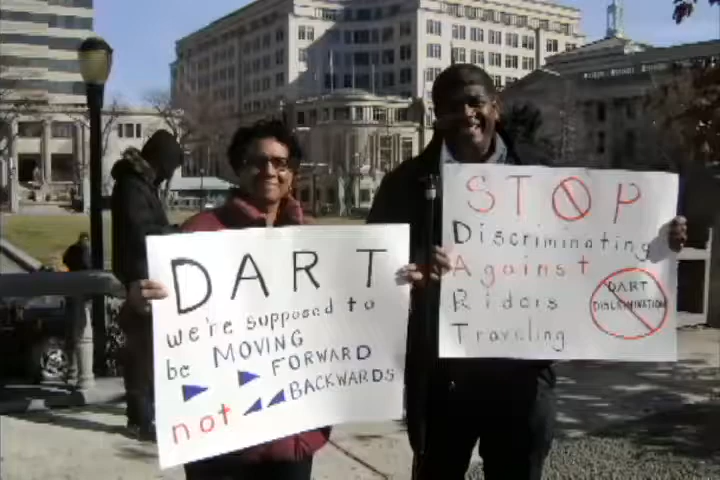 DART
we're supposed to
be MOVING
FORWARD
not BACKWARDS
STOP
Discriminating
Against
Riders
Traveling
DART
DISCRIMINATION